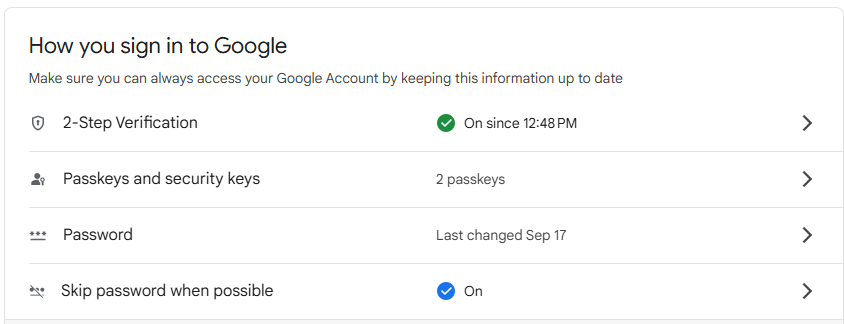 How you sign in to Google
Make sure you can always access your Google Account by keeping this information up to date
2-Step Verification On since 12:48 PM
Passkeys and security keys 2 passkeys
Password Last changed Sep 17
Skip password when possible On